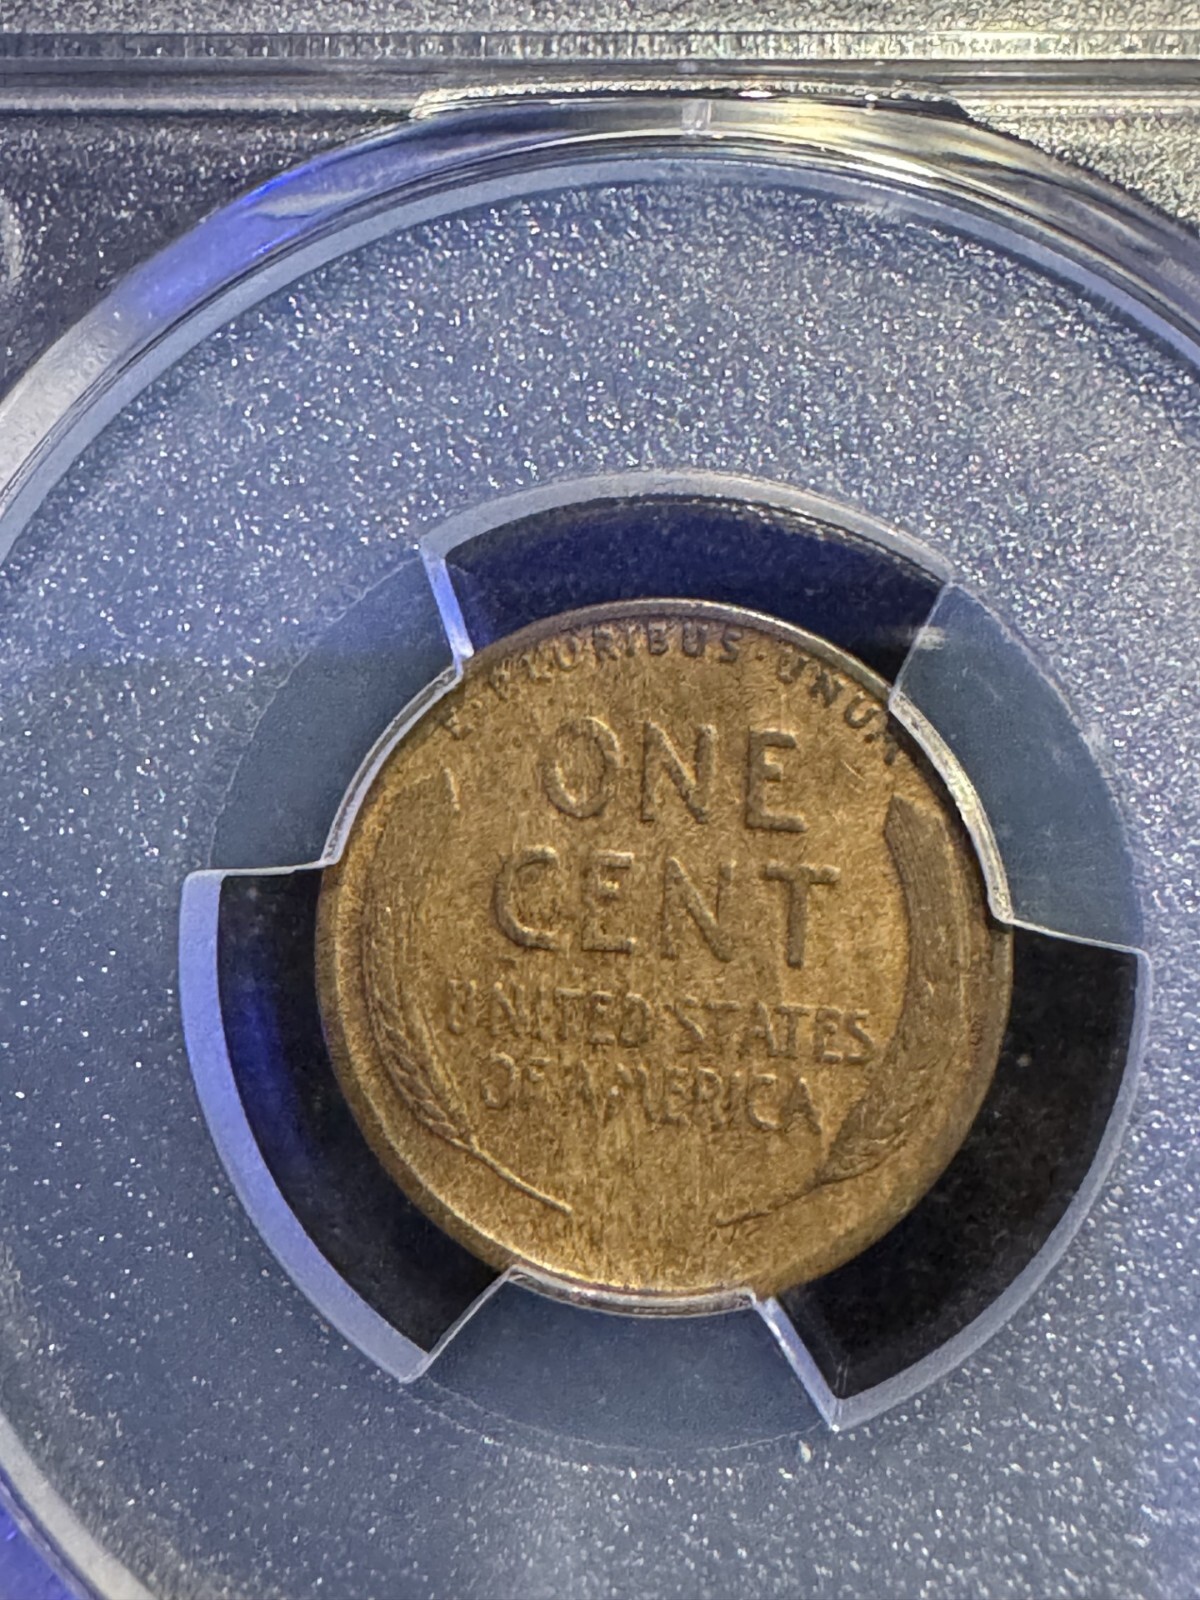 E·PLURIBUS·UNUM
ONE
CENT
UNITED·STATES
OF·AMERICA